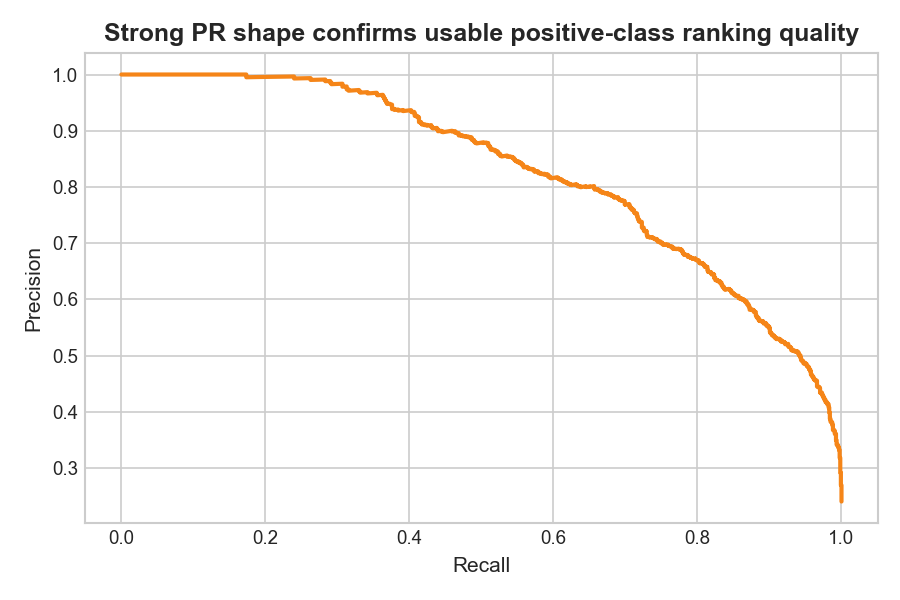 Strong PR shape confirms usable positive-class ranking quality
1.0
0.9
0.8
0.7
0.6
0.5
0.4
0.3
Precision
0.0 0.2 0.4 0.6 0.8 1.0
Recall